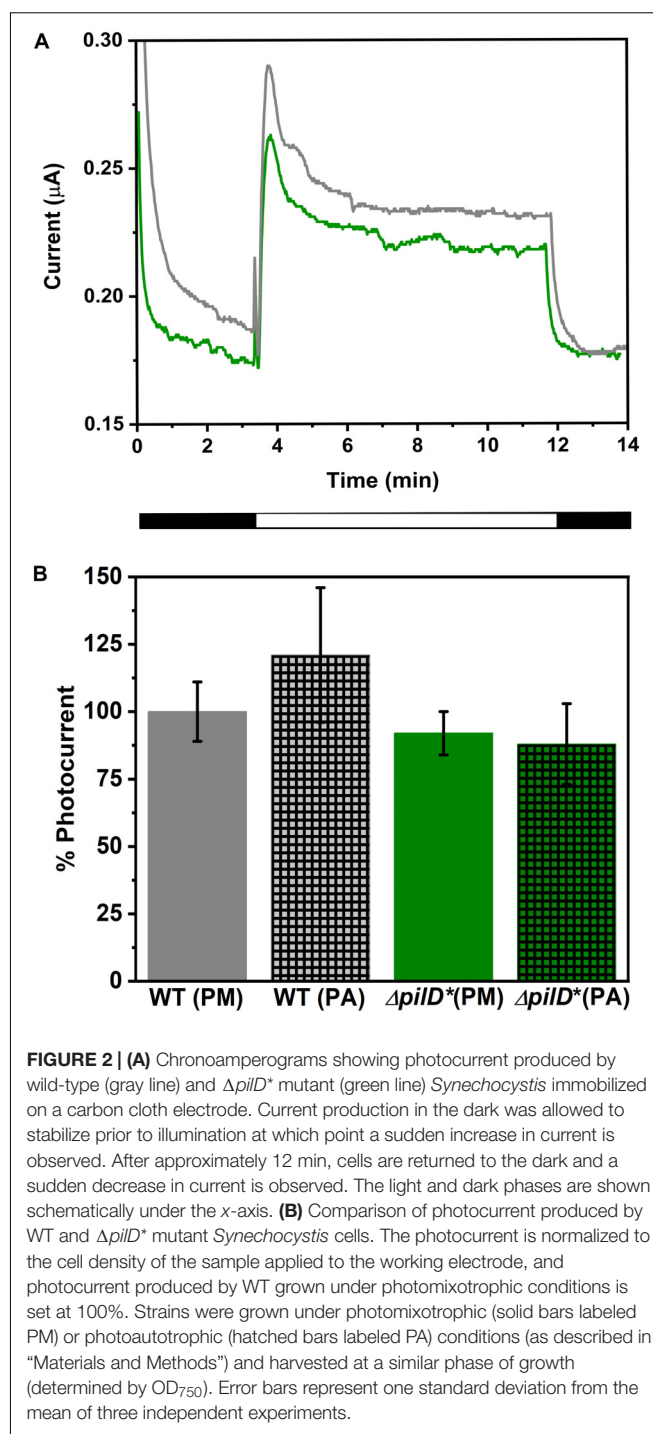 A
0.30
0.25
0.20
0.15
Current (μA)
0 2 4 6 8 10 12 14
Time (min)
B
150
125
100
75
50
25
0
% Photocurrent
WT (PM) WT (PA) ΔpilD*(PM) ΔpilD*(PA)
FIGURE 2 | (A) Chronoamperograms showing photocurrent produced by
wild-type (gray line) and ΔpilD* mutant (green line) Synechocystis immobilized
on a carbon cloth electrode. Current production in the dark was allowed to
stabilize prior to illumination at which point a sudden increase in current is
observed. After approximately 12 min, cells are returned to the dark and a
sudden decrease in current is observed. The light and dark phases are shown
schematically under the x-axis. (B) Comparison of photocurrent produced by
WT and ΔpilD* mutant Synechocystis cells. The photocurrent is normalized to
the cell density of the sample applied to the working electrode, and
photocurrent produced by WT grown under photomixotrophic conditions is
set at 100%. Strains were grown under photomixotrophic (solid bars labeled
PM) or photoautotrophic (hatched bars labeled PA) conditions (as described in
“Materials and Methods”) and harvested at a similar phase of growth
(determined by OD750). Error bars represent one standard deviation from the
mean of three independent experiments.